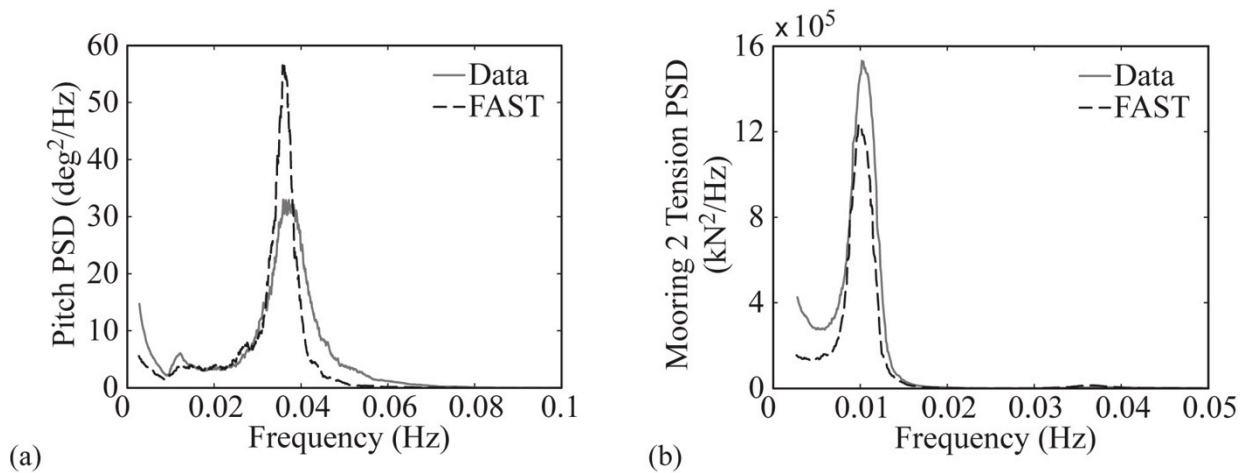 60
50
40
30
20
10
0
Pitch PSD (deg²/Hz)
Data
FAST
0 0.02 0.04 0.06 0.08 0.1
Frequency (Hz)
(a)
×10⁵
16
12
8
4
0
Mooring 2 Tension PSD
(kN²/Hz)
Data
FAST
0 0.01 0.02 0.03 0.04 0.05
Frequency (Hz)
(b)